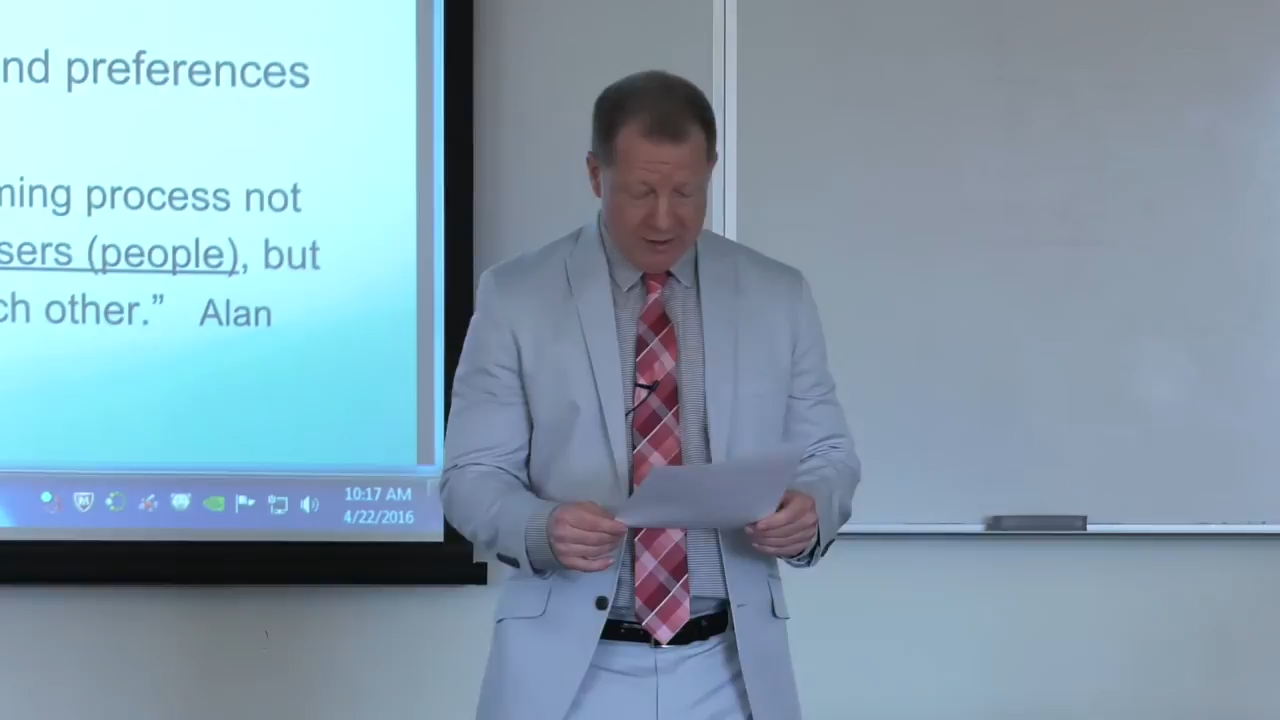 nd preferences
ming process not
sers (people), but
ch other.” Alan
10:17 AM
4/22/2016